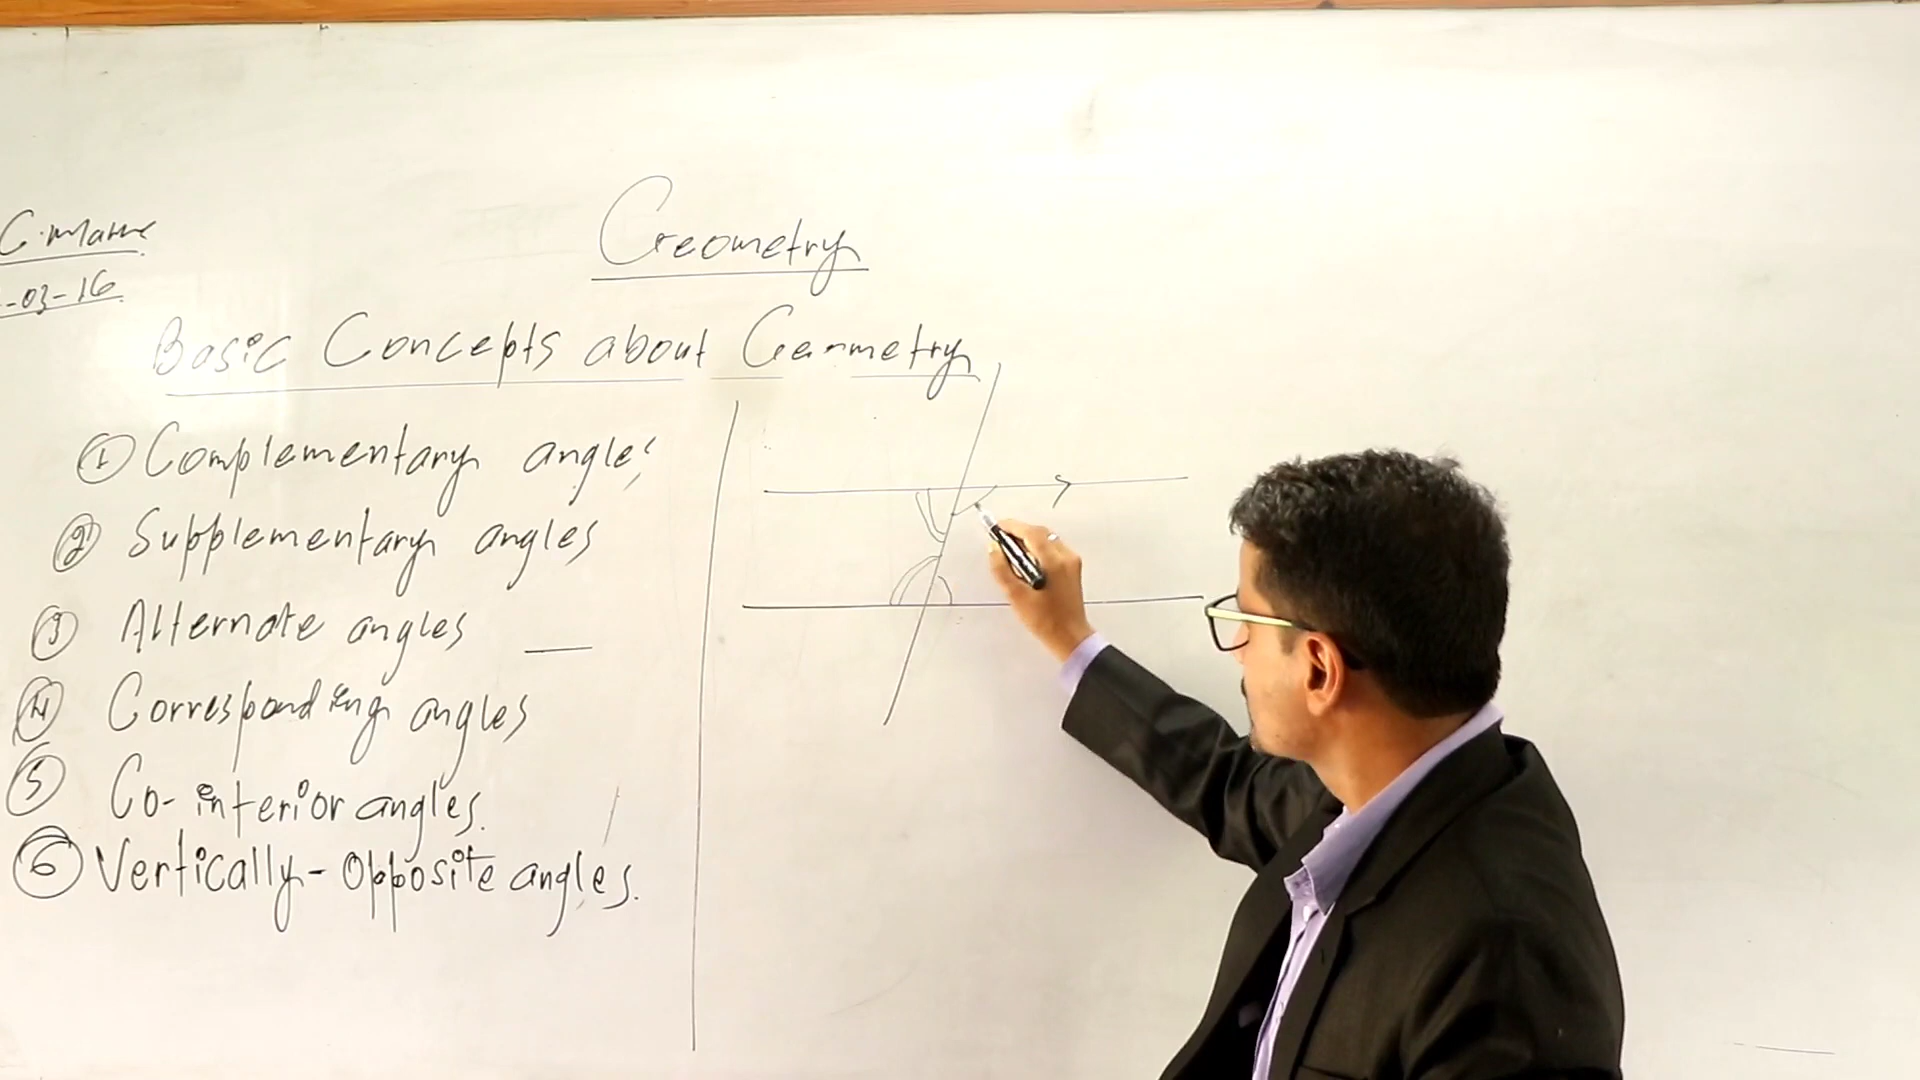 Geometry
-03-16
Basic Concepts about Geometry
① Complementary angles
② Supplementary angles
③ Alternate angles
④ Corresponding angles
⑤ Co-interior angles.
⑥ Vertically-Opposite angles.